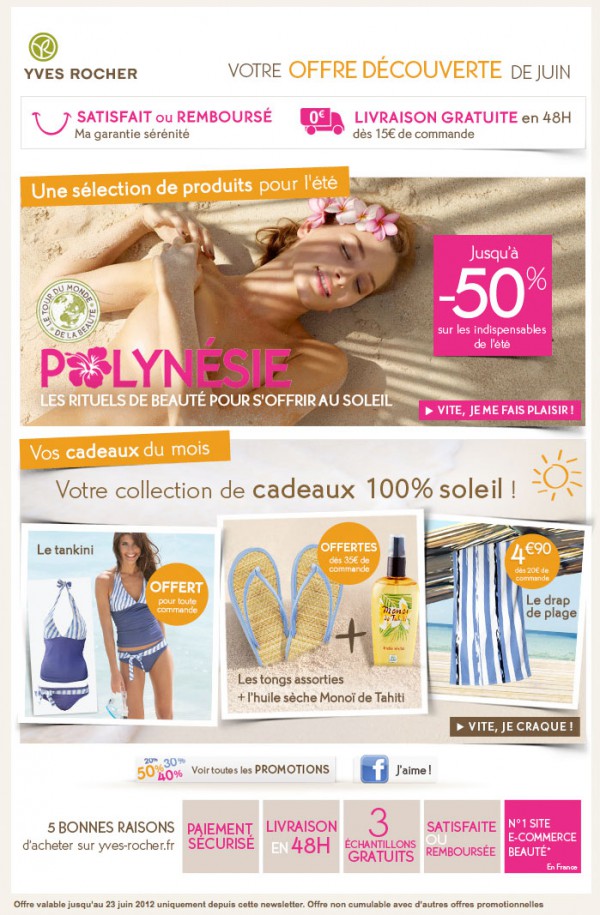 YVES ROCHER
VOTRE OFFRE DÉCOUVERTE DE JUIN
SATISFAIT ou REMBOURSÉ
Ma garantie sérénité
0€
LIVRAISON GRATUITE en 48H
dès 15€ de commande
Une sélection de produits pour l'été
Jusqu'à
-50%
sur les indispensables
de l'été
LE TOUR DU MONDE
DE LA BEAUTÉ
POLYNÉSIE
LES RITUELS DE BEAUTÉ POUR S'OFFRIR AU SOLEIL
VITE, JE ME FAIS PLAISIR !
Vos cadeaux du mois
Votre collection de cadeaux 100% soleil !
Le tankini
OFFERT
pour toute
commande
OFFERTES
dès 35€ de
commande
Les tongs assorties
+ l'huile sèche Monoï de Tahiti
4€90
dès 20€ de
commande
Le drap
de plage
VITE, JE CRAQUE !
20% 30%
50% 40%
Voir toutes les PROMOTIONS
f
J'aime !
5 BONNES RAISONS
d'acheter sur yves-rocher.fr
PAIEMENT
SÉCURISÉ
LIVRAISON
EN 48H
3
ÉCHANTILLONS
GRATUITS
SATISFAITE
OU
REMBOURSÉE
N°1 SITE
E-COMMERCE
BEAUTÉ*
En France
Offre valable jusqu'au 23 juin 2012 uniquement depuis cette newsletter. Offre non cumulable avec d'autres offres promotionnelles